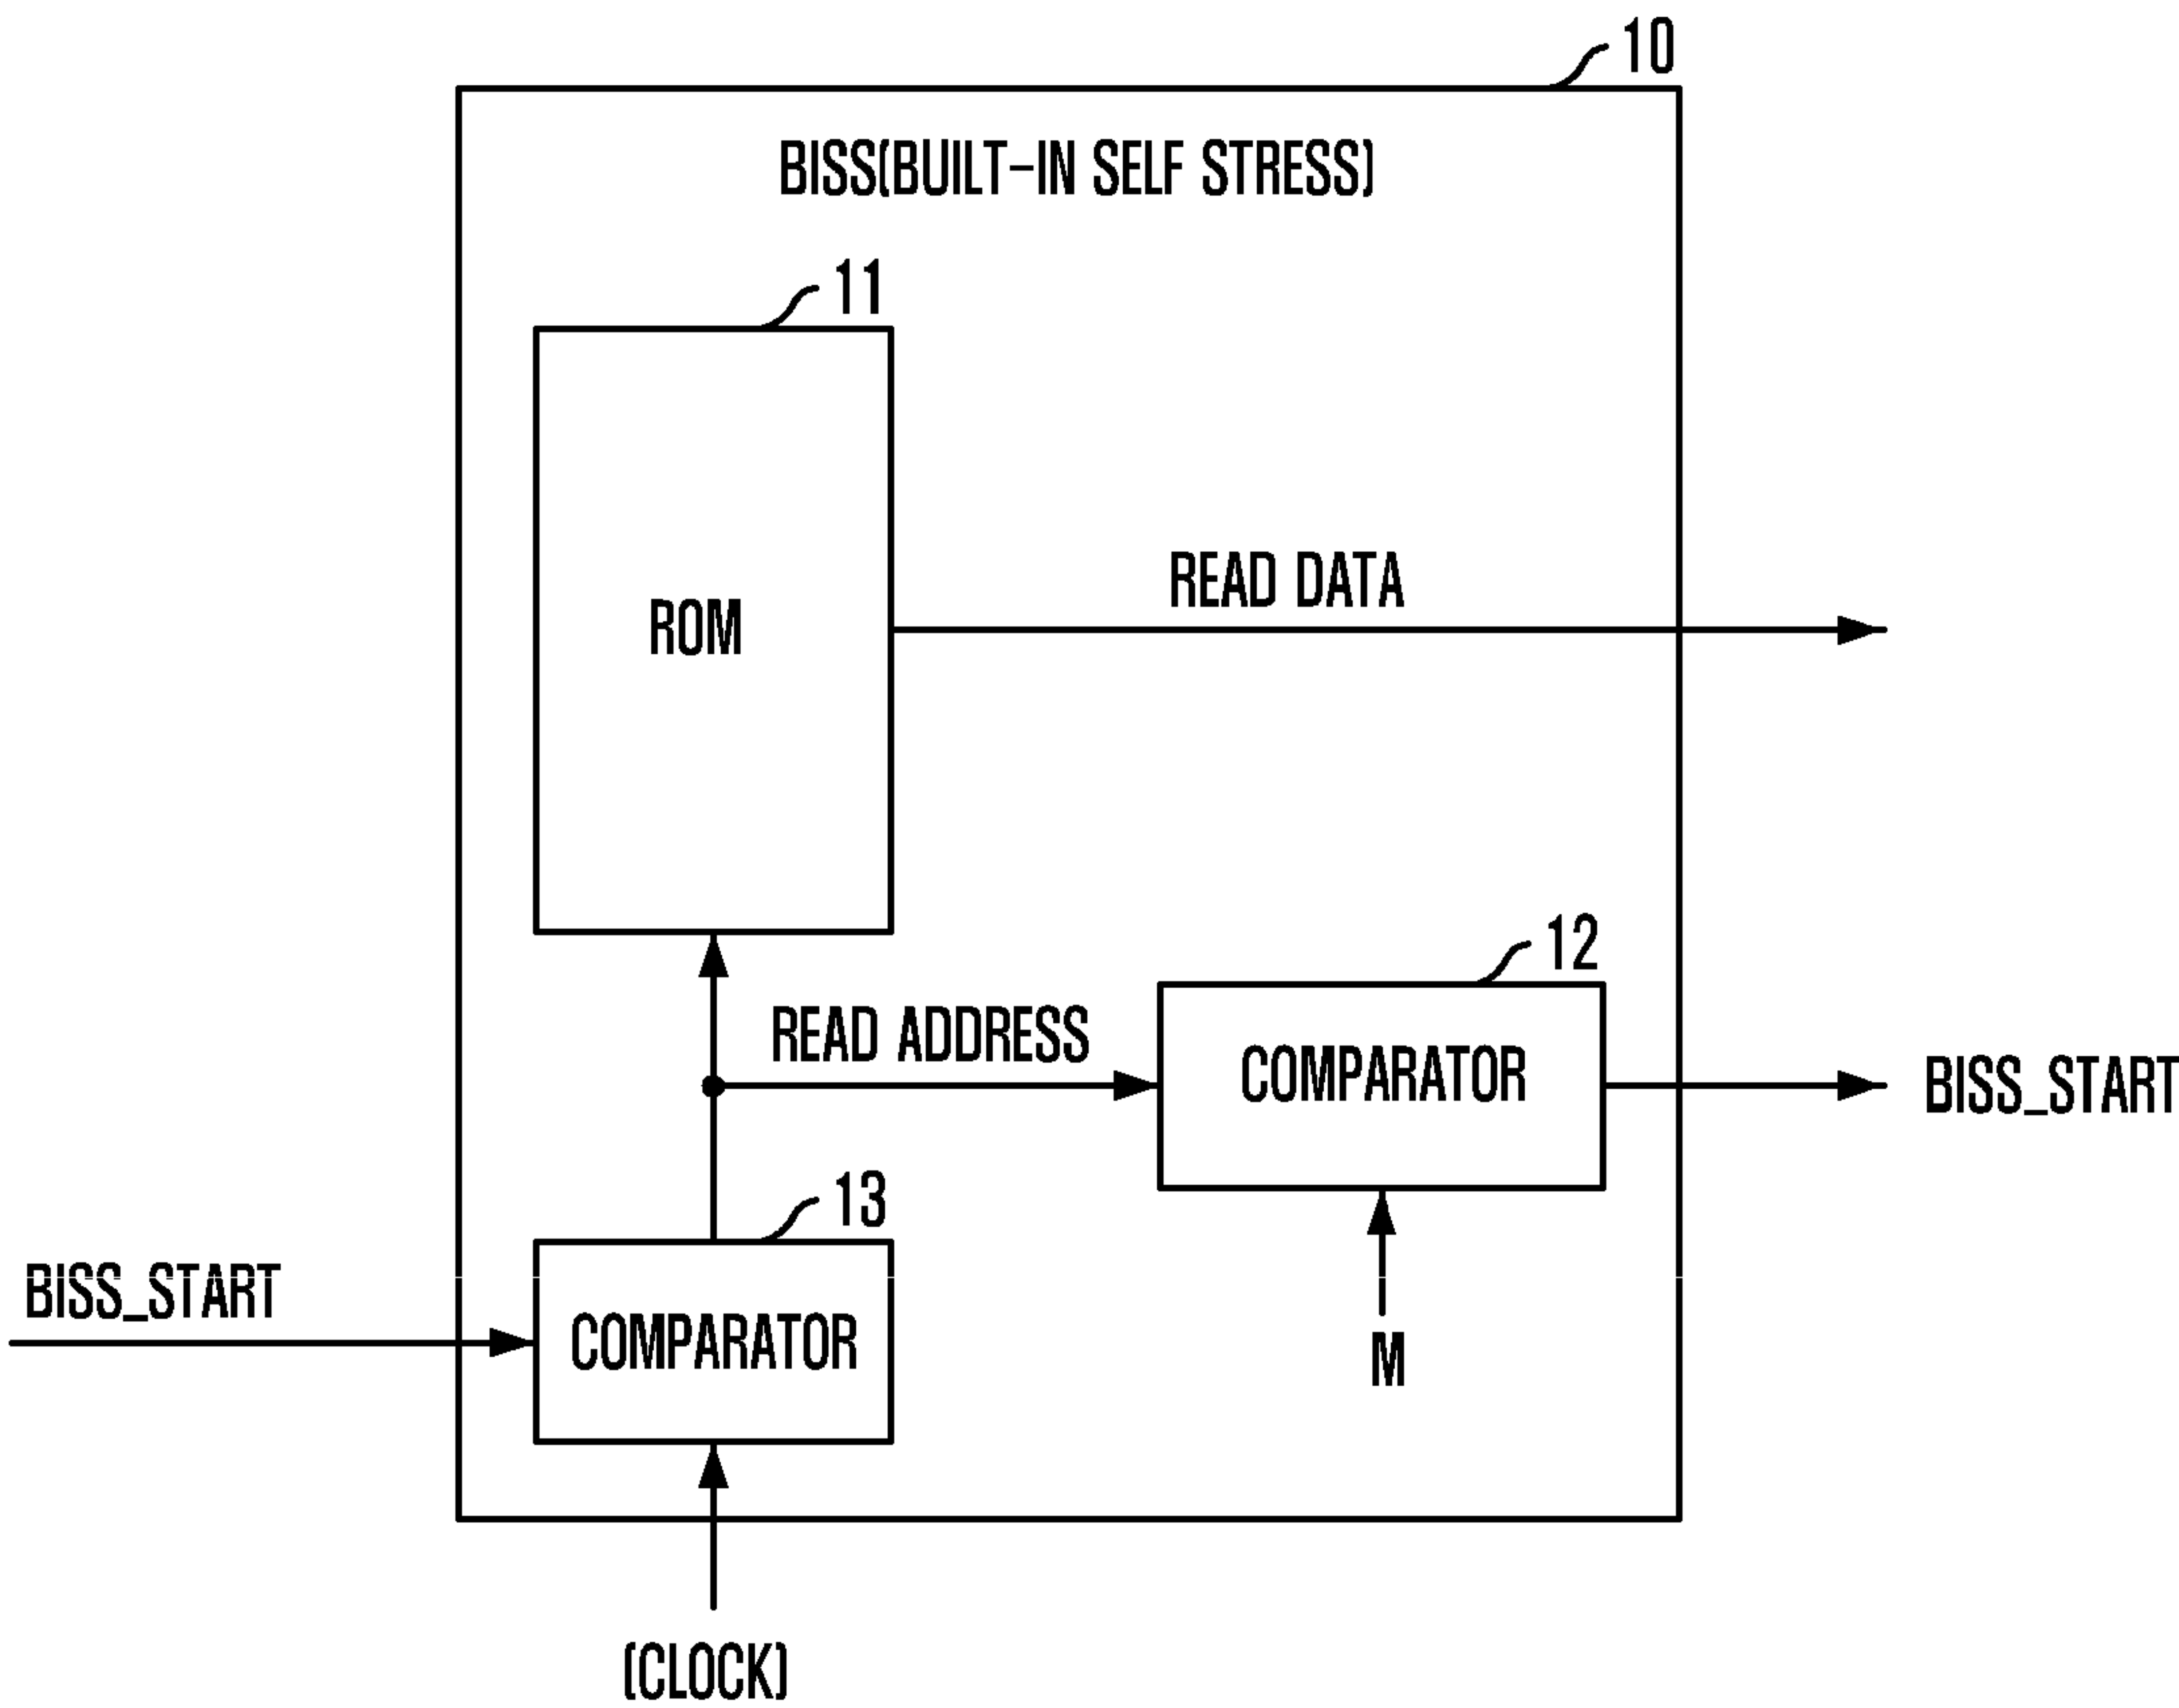 10
BISS(BUILT-IN SELF STRESS)
11
ROM
READ DATA
12
READ ADDRESS
COMPARATOR
BISS_START
13
BISS_START
COMPARATOR
M
(CLOCK)